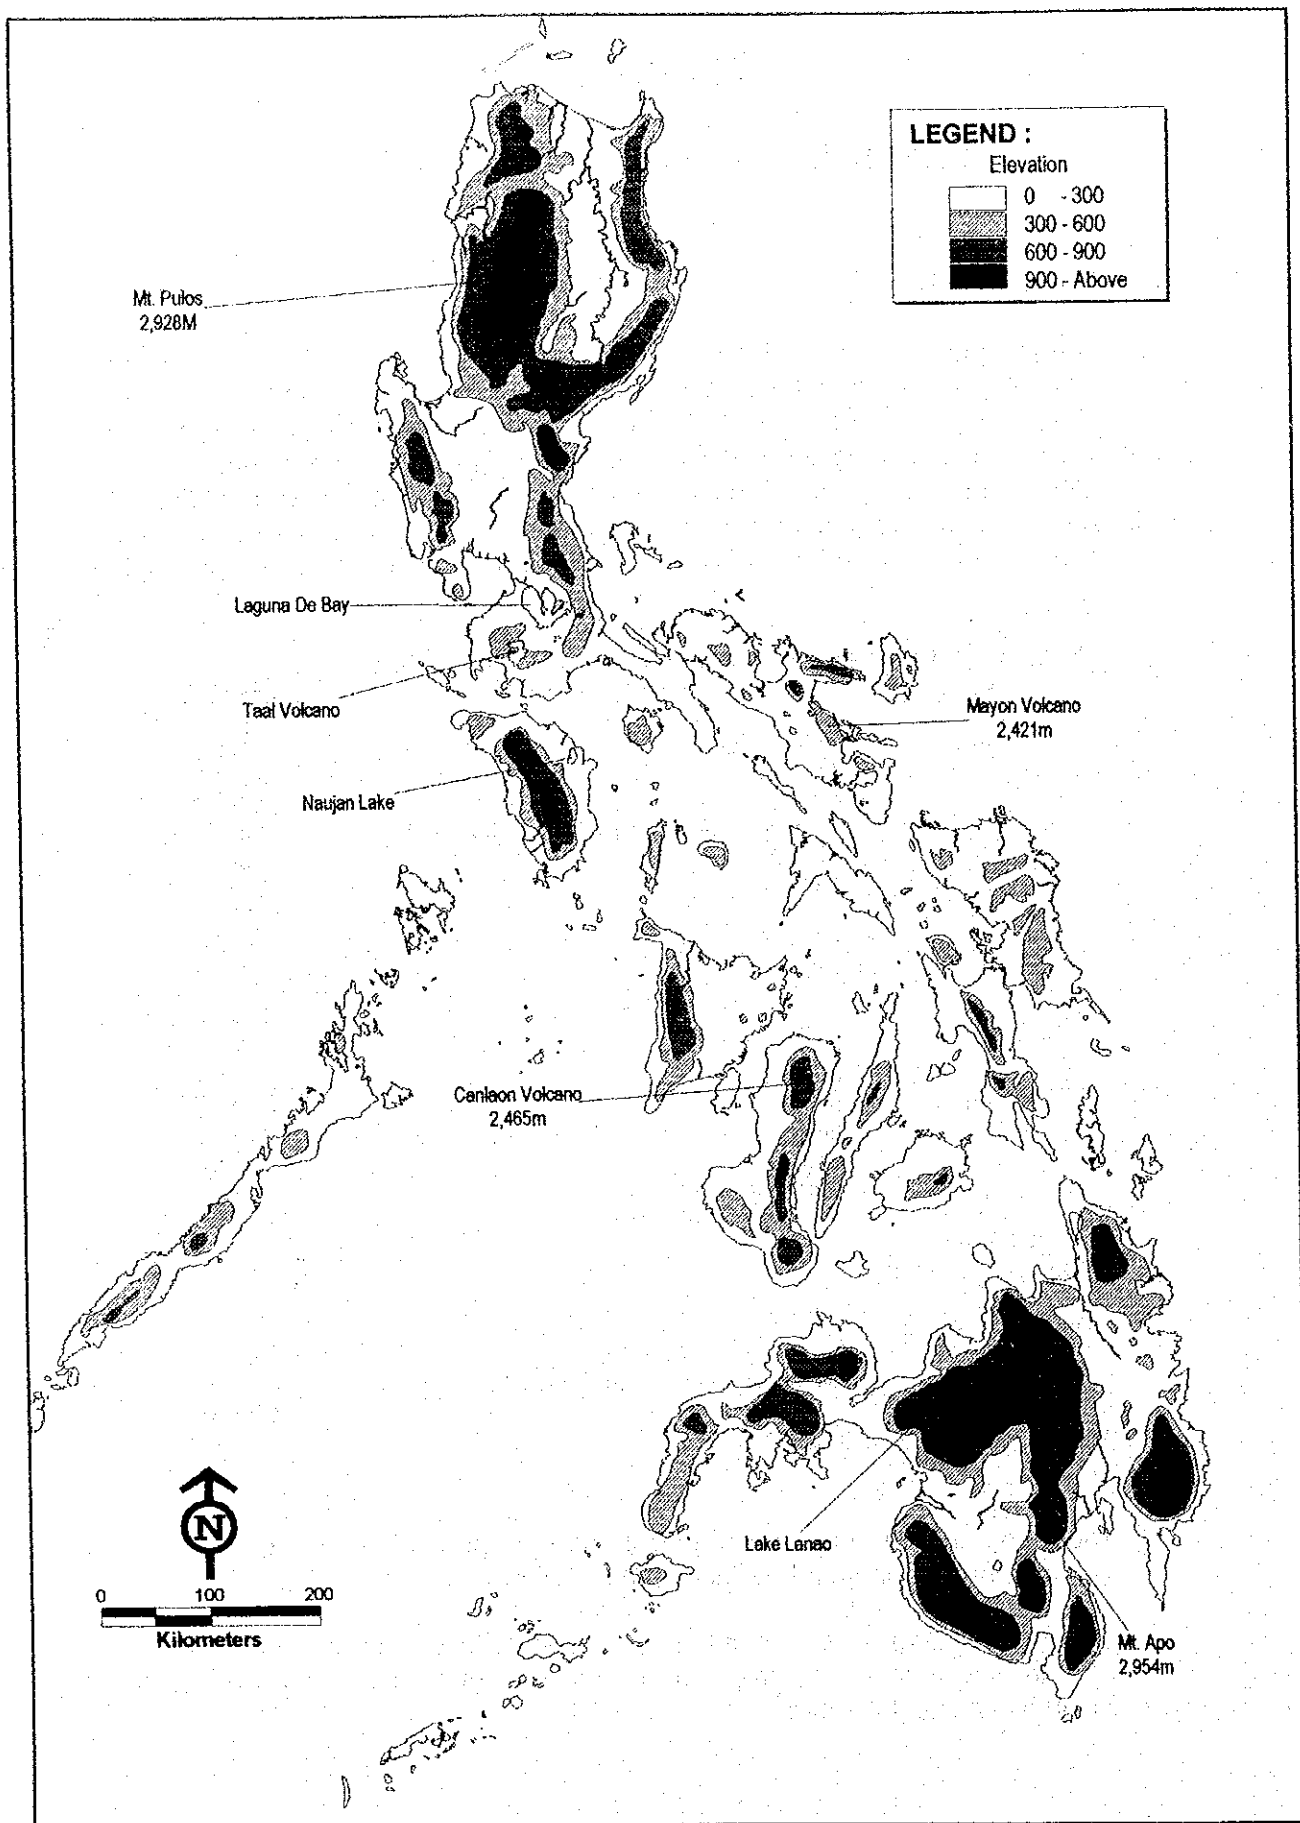 LEGEND :
Elevation
0 - 300
300 - 600
600 - 900
900 - Above
Mt. Pulos
2,928M
Laguna De Bay
Taal Volcano
Mayon Volcano
2,421m
Naujan Lake
Canlaon Volcano
2,465m
Lake Lanao
N
0 100 200
Kilometers
Mt. Apo
2,954m